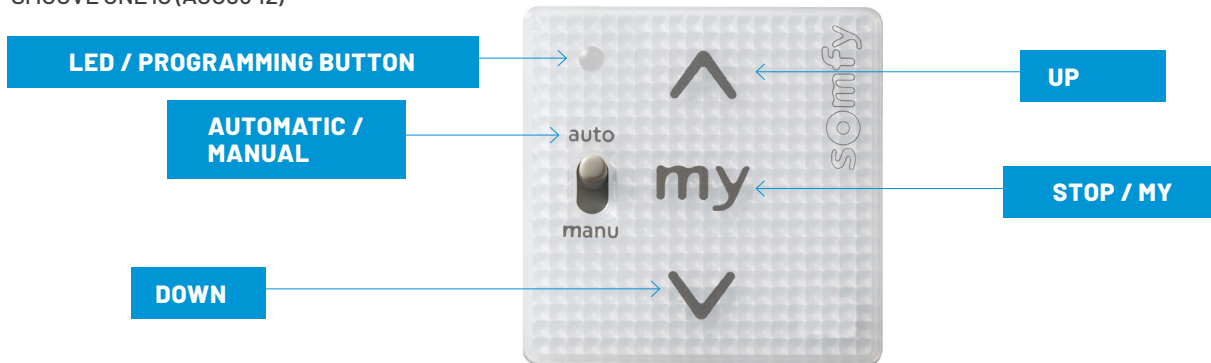 LED / PROGRAMMING BUTTON
UP
somfy
AUTOMATIC /
MANUAL
auto
my
STOP / MY
manu
DOWN